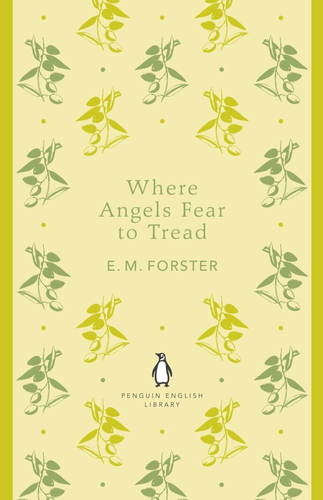 Where
Angels Fear
to Tread
E. M. FORSTER
PENGUIN ENGLISH
LIBRARY